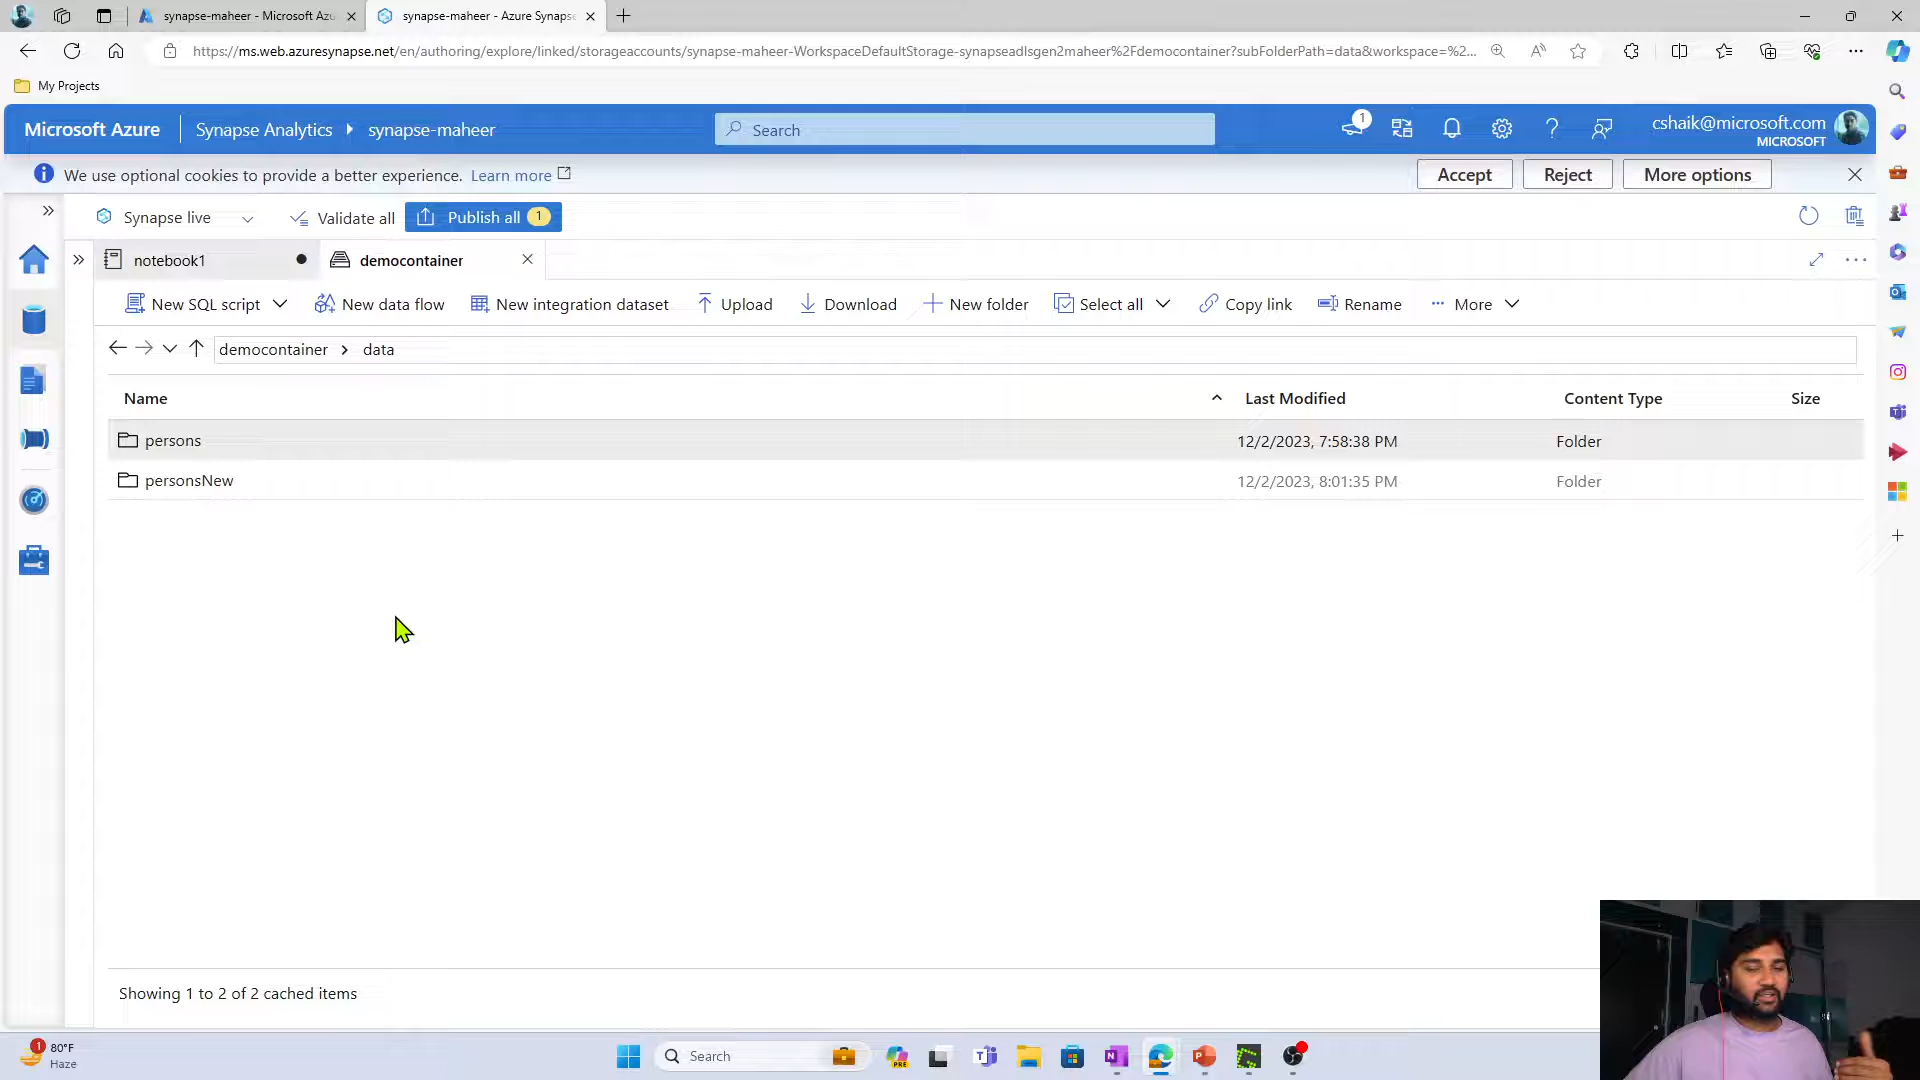 synapse-maheer - Microsoft Azu
synapse-maheer - Azure Synapse
https://ms.web.azuresynapse.net/en/authoring/explore/linked/storageaccounts/synapse-maheer-WorkspaceDefaultStorage-synapseadlsgen2maheer%2Fdemocontainer?subFolderPath=data&workspace=%2...
My Projects
Microsoft Azure
Synapse Analytics
synapse-maheer
Search
1
cshaik@microsoft.com
MICROSOFT
We use optional cookies to provide a better experience. Learn more
Accept
Reject
More options
Synapse live
Validate all
Publish all 1
notebook1
democontainer
New SQL script
New data flow
New integration dataset
Upload
Download
New folder
Select all
Copy link
Rename
More
democontainer
data
Name
Last Modified
Content Type
Size
persons
12/2/2023, 7:58:38 PM
Folder
personsNew
12/2/2023, 8:01:35 PM
Folder
Showing 1 to 2 of 2 cached items
1
80°F
Haze
Search
PRE